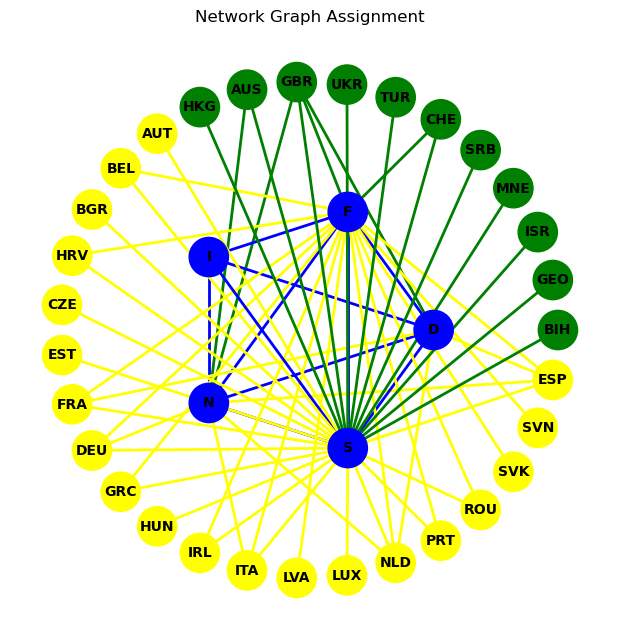 Network Graph Assignment
GBR
UKR
AUS
TUR
HKG
CHE
AUT
SRB
BEL
MNE
BGR
F
ISR
HRV
I
GEO
CZE
D
BIH
EST
ESP
FRA
N
SVN
DEU
S
SVK
GRC
ROU
HUN
PRT
IRL
NLD
ITA
LUX
LVA